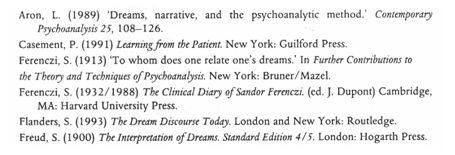 Aron, L. (1989) 'Dreams, narrative, and the psychoanalytic method.' Contemporary
Psychoanalysis 25, 108–126.
Casement, P. (1991) Learning from the Patient. New York: Guilford Press.
Ferenczi, S. (1913) 'To whom does one relate one's dreams.' In Further Contributions to
the Theory and Techniques of Psychoanalysis. New York: Bruner/Mazel.
Ferenczi, S. (1932/1988) The Clinical Diary of Sandor Ferenczi. (ed. J. Dupont) Cambridge,
MA: Harvard University Press.
Flanders, S. (1993) The Dream Discourse Today. London and New York: Routledge.
Freud, S. (1900) The Interpretation of Dreams. Standard Edition 4/5. London: Hogarth Press.